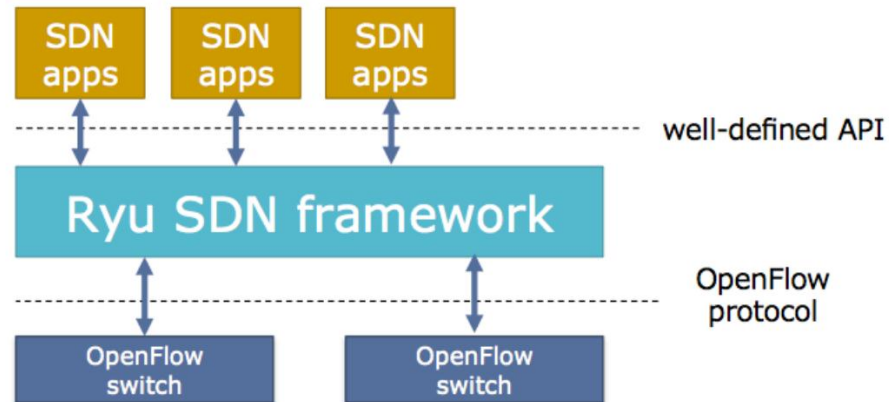 SDN
apps
SDN
apps
SDN
apps
well-defined API
Ryu SDN framework
OpenFlow
protocol
OpenFlow
switch
OpenFlow
switch